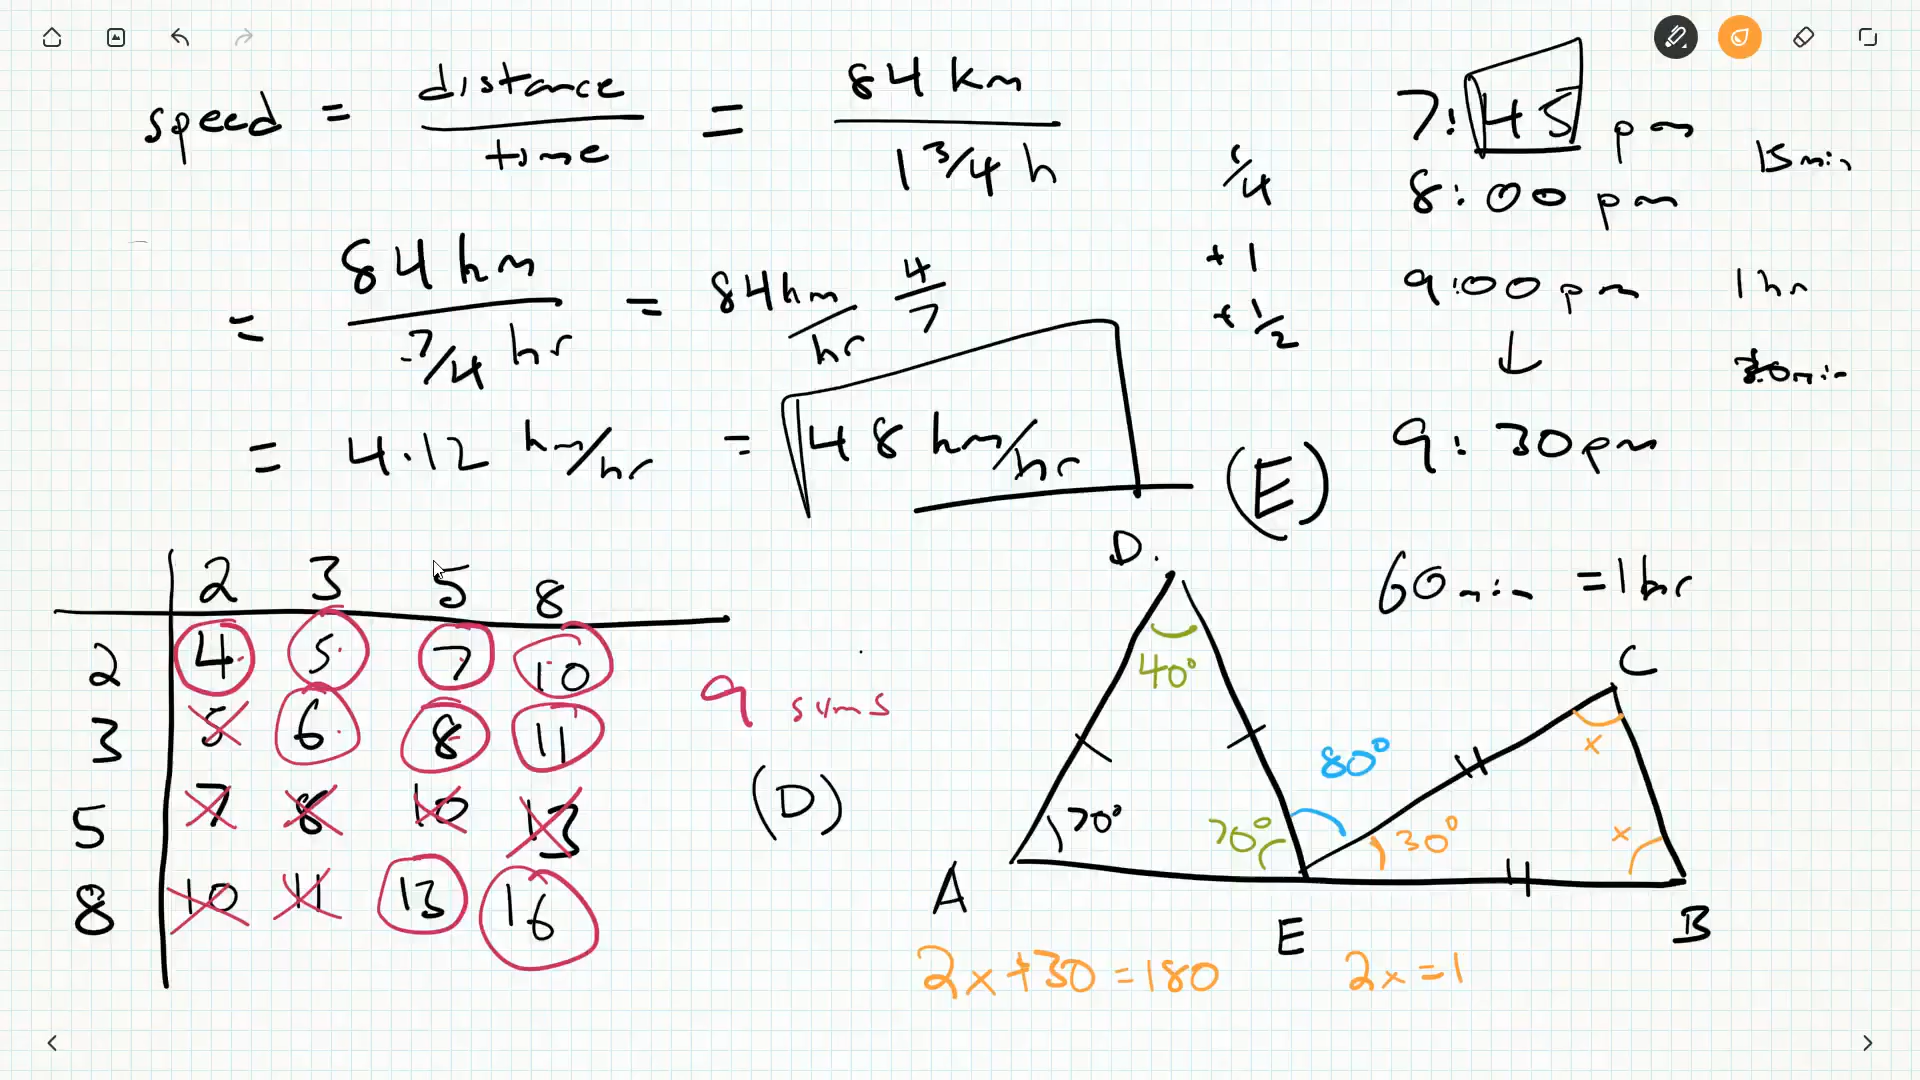 speed = distance / time = 84 km / 1 3/4 h
= 84 km / 7/4 hr = 84 km/hr 4/7
= 4·12 km/hr = 48 km/hr (E)
1/4
+ 1
+ 1/2
7:45 pm 15 min
8:00 pm
9:00 pm 1 hr
↓ 30 min
9:30 pm
60 min = 1 hr
2 3 5 8
2 4 5 7 10
3 5 6 8 11
5 7 8 10 13
8 10 11 13 16
9 sums
(D)
D
40°
C
80° x
70° 70° 30° x
A E B
2x+30=180 2x=1